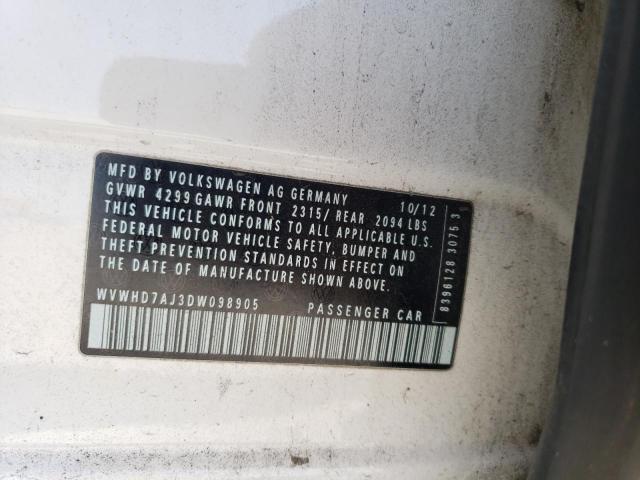 MFD BY VOLKSWAGEN AG GERMANY 10/12
GVWR 4299 GAWR FRONT 2315/ REAR 2094 LBS
THIS VEHICLE CONFORMS TO ALL APPLICABLE U.S.
FEDERAL MOTOR VEHICLE SAFETY, BUMPER AND
THEFT PREVENTION STANDARDS IN EFFECT ON
THE DATE OF MANUFACTURE SHOWN ABOVE.
WVWHD7AJ3DW098905 PASSENGER CAR
8396128 3075 3